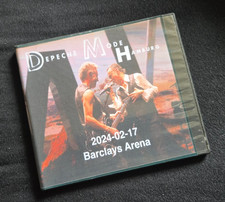 DEPECHE MODE HAMBURG
2024-02-17
Barclays Arena